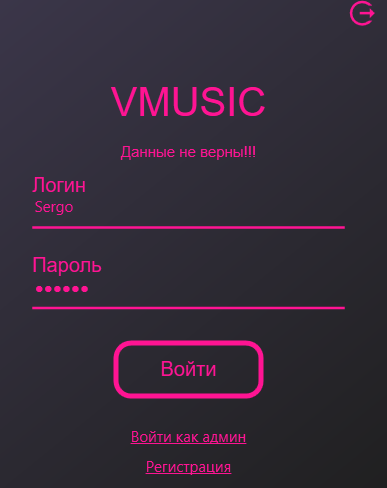 VMUSIC
Данные не верны!!!
Логин
Sergo
Пароль
Войти
Войти как админ
Регистрация